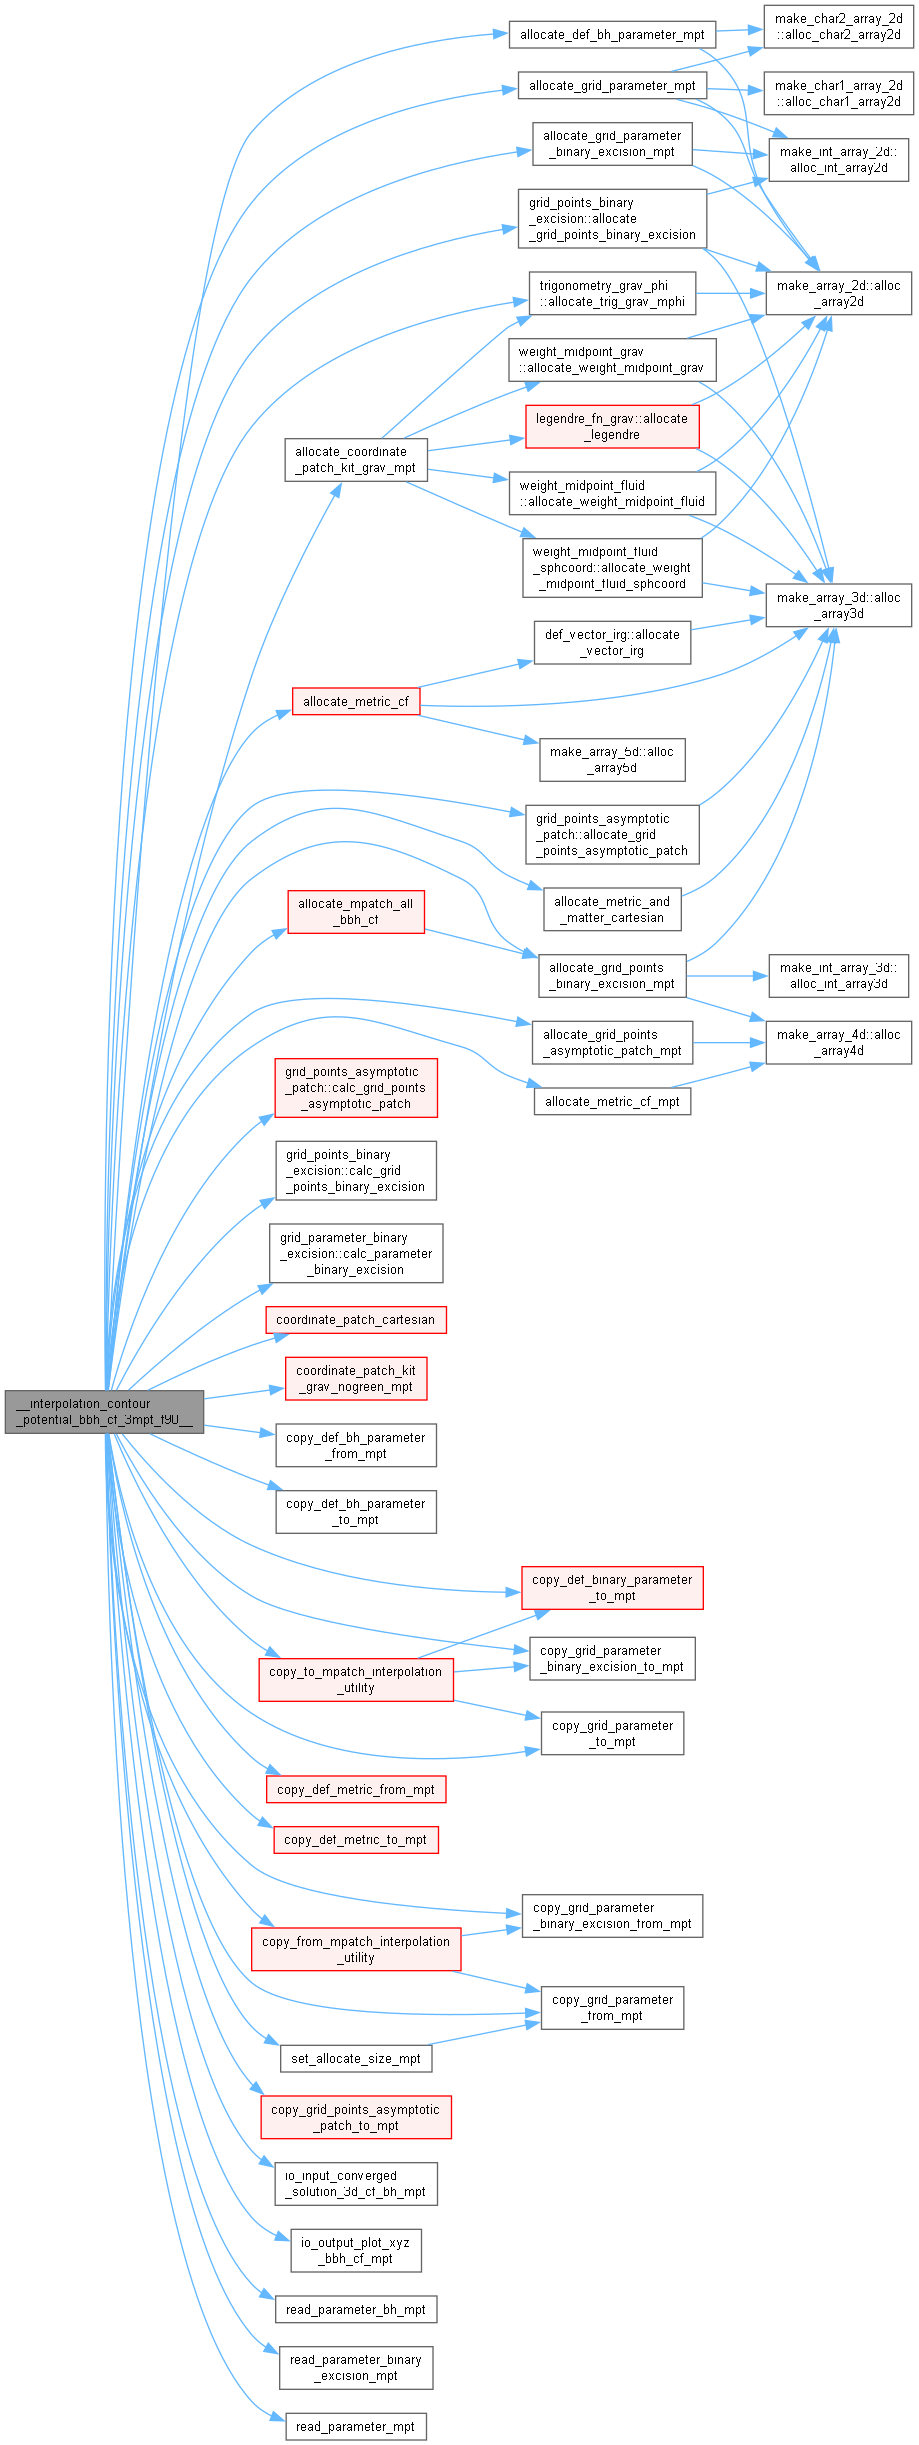 allocate_def_bh_parameter_mpt
make_char2_array_2d
::alloc_char2_array2d
allocate_grid_parameter_mpt
make_char1_array_2d
::alloc_char1_array2d
allocate_grid_parameter
_binary_excision_mpt
make_int_array_2d::
alloc_int_array2d
grid_points_binary
_excision::allocate
_grid_points_binary_excision
trigonometry_grav_phi
::allocate_trig_grav_mphi
make_array_2d::alloc
_array2d
weight_midpoint_grav
::allocate_weight_midpoint_grav
legendre_fn_grav::allocate
_legendre
allocate_coordinate
_patch_kit_grav_mpt
weight_midpoint_fluid
::allocate_weight_midpoint_fluid
weight_midpoint_fluid
_sphcoord::allocate_weight
_midpoint_fluid_sphcoord
make_array_3d::alloc
_array3d
def_vector_irg::allocate
_vector_irg
allocate_metric_cf
make_array_5d::alloc
_array5d
grid_points_asymptotic
_patch::allocate_grid
_points_asymptotic_patch
allocate_metric_and
_matter_cartesian
allocate_mpatch_all
_bbh_cf
allocate_grid_points
_binary_excision_mpt
make_int_array_3d::
alloc_int_array3d
allocate_grid_points
_asymptotic_patch_mpt
make_array_4d::alloc
_array4d
allocate_metric_cf_mpt
grid_points_asymptotic
_patch::calc_grid_points
_asymptotic_patch
grid_points_binary
_excision::calc_grid
_points_binary_excision
grid_parameter_binary
_excision::calc_parameter
_binary_excision
coordinate_patch_cartesian
coordinate_patch_kit
_grav_nogreen_mpt
__interpolation_contour
_potential_bbh_cf_3mpt_f90__
copy_def_bh_parameter
_from_mpt
copy_def_bh_parameter
_to_mpt
copy_def_binary_parameter
_to_mpt
copy_grid_parameter
_binary_excision_to_mpt
copy_to_mpatch_interpolation
_utility
copy_grid_parameter
_to_mpt
copy_def_metric_from_mpt
copy_def_metric_to_mpt
copy_grid_parameter
_binary_excision_from_mpt
copy_from_mpatch_interpolation
_utility
copy_grid_parameter
_from_mpt
set_allocate_size_mpt
copy_grid_points_asymptotic
_patch_to_mpt
io_input_converged
_solution_3d_cf_bh_mpt
io_output_plot_xyz
_bbh_cf_mpt
read_parameter_bh_mpt
read_parameter_binary
_excision_mpt
read_parameter_mpt